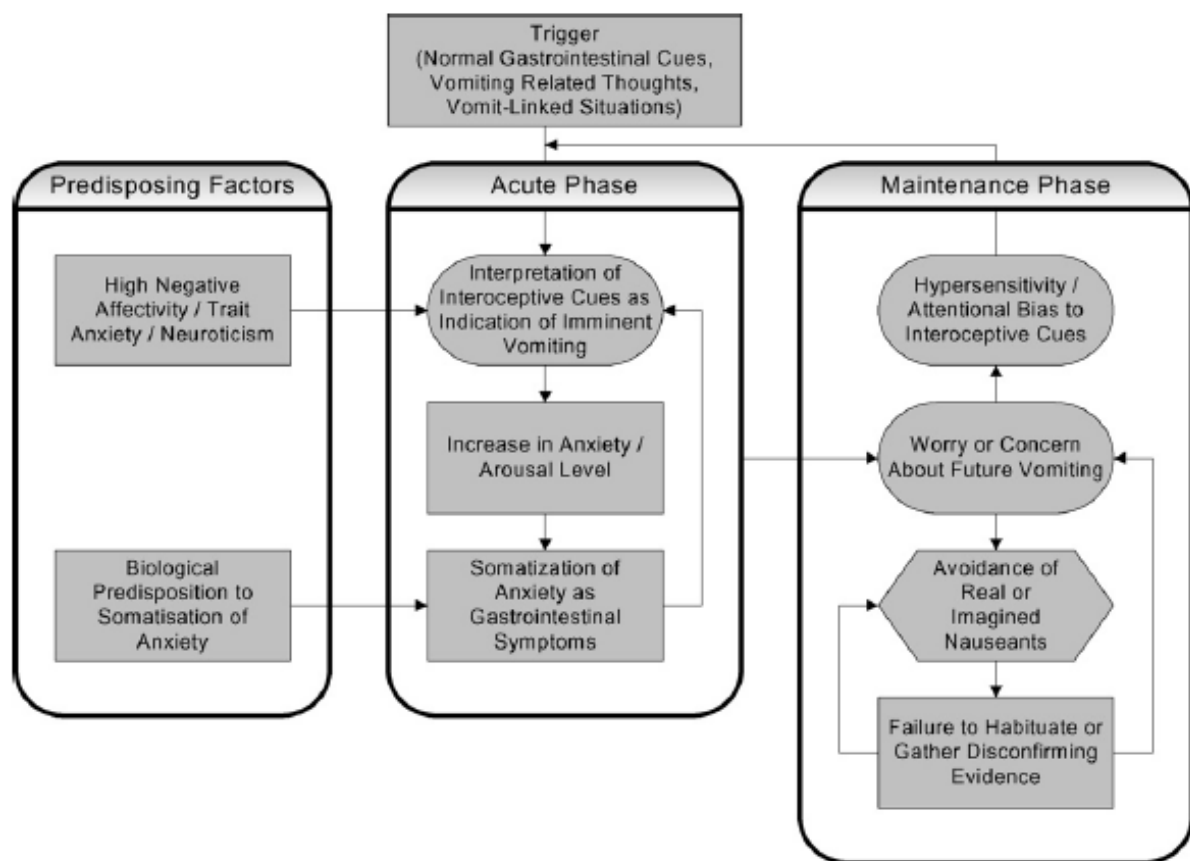 Trigger
(Normal Gastrointestinal Cues,
Vomiting Related Thoughts,
Vomit-Linked Situations)
Predisposing Factors
High Negative
Affectivity / Trait
Anxiety / Neuroticism
Biological
Predisposition to
Somatisation of
Anxiety
Acute Phase
Interpretation of
Interoceptive Cues as
Indication of Imminent
Vomiting
Increase in Anxiety /
Arousal Level
Somatization of
Anxiety as
Gastrointestinal
Symptoms
Maintenance Phase
Hypersensitivity /
Attentional Bias to
Interoceptive Cues
Worry or Concern
About Future Vomiting
Avoidance of
Real or
Imagined
Nauseants
Failure to Habituate or
Gather Disconfirming
Evidence